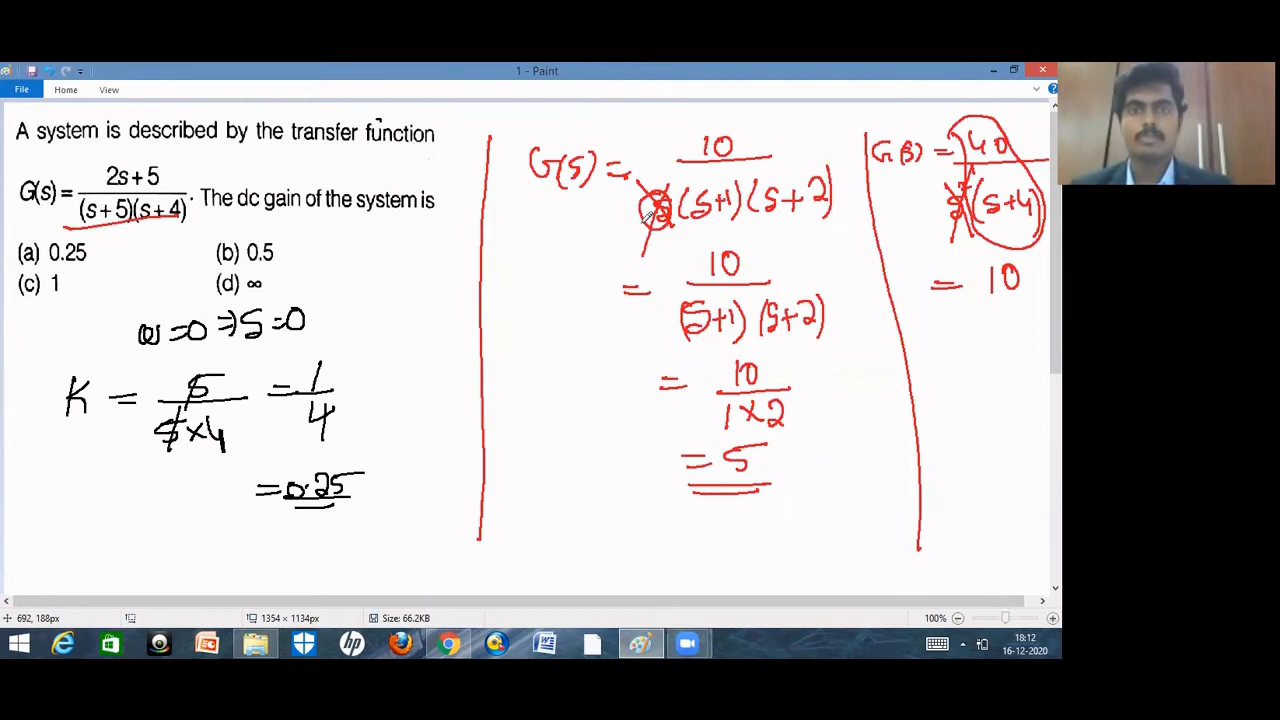 1 - Paint
File Home View
A system is described by the transfer function
G(s) = 2s + 5 / (s + 5)(s + 4) . The dc gain of the system is
(a) 0.25 (b) 0.5
(c) 1 (d) ∞
ω = 0 ⇒ S = 0
K = 5 / 5 × 4 = 1 / 4
= 0.25
G(s) = 10 / s (s+1) (s+2)
= 10 / (s+1) (s+2)
= 10 / 1 × 2
= 5
G(s) = 40 / (s+4)
= 10
692, 188px 1354 × 1134px Size: 66.2KB 100%
18:12
16-12-2020